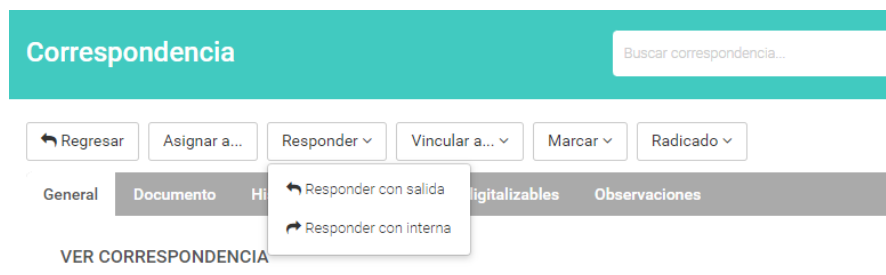 Correspondencia
Buscar correspondencia...
Regresar Asignar a... Responder Vincular a... Marcar Radicado
Responder con salida
General Documento Observaciones
Responder con interna
VER CORRESPONDENCIA